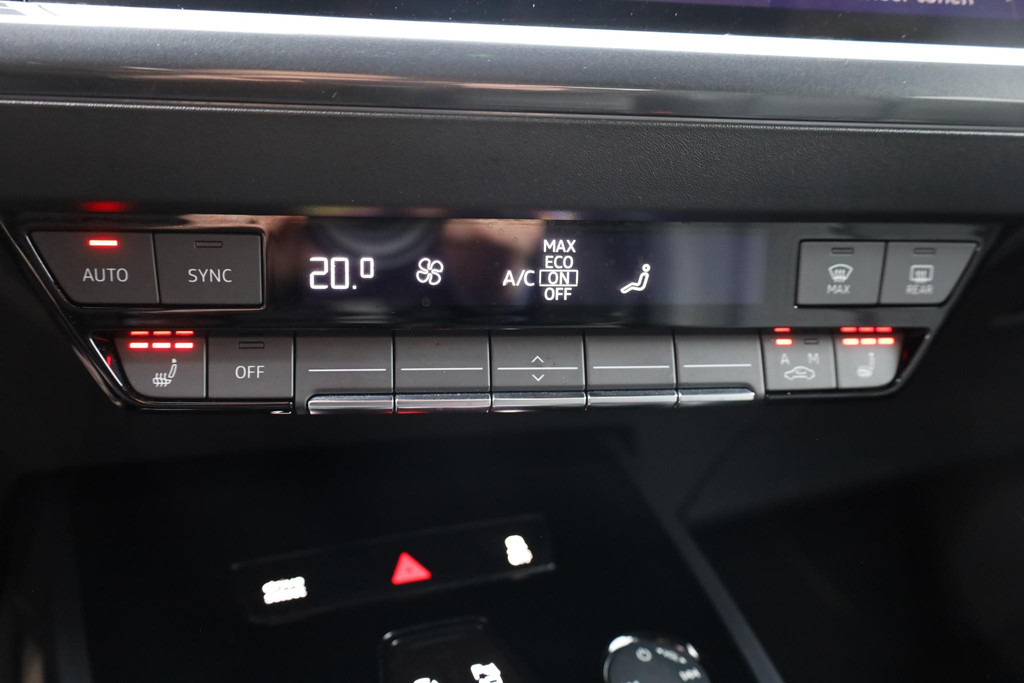 AUTO
SYNC
20.0
A/C
MAX
ECO
ON
OFF
MAX
REAR
OFF
A M